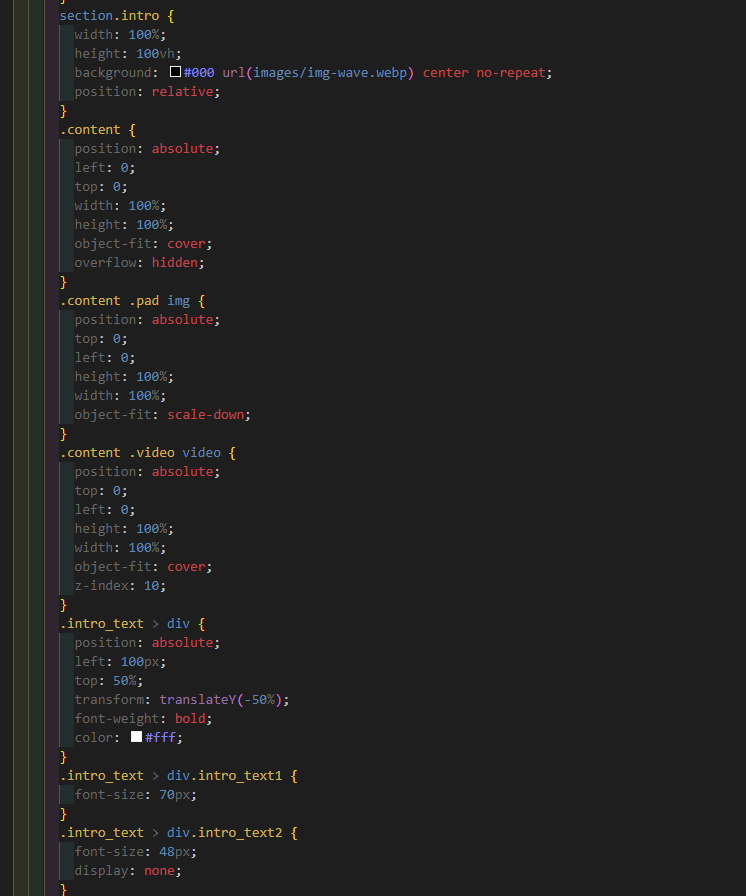 }
section.intro {
width: 100%;
height: 100vh;
background: #000 url(images/img-wave.webp) center no-repeat;
position: relative;
}
.content {
position: absolute;
left: 0;
top: 0;
width: 100%;
height: 100%;
object-fit: cover;
overflow: hidden;
}
.content .pad img {
position: absolute;
top: 0;
left: 0;
height: 100%;
width: 100%;
object-fit: scale-down;
}
.content .video video {
position: absolute;
top: 0;
left: 0;
height: 100%;
width: 100%;
object-fit: cover;
z-index: 10;
}
.intro_text > div {
position: absolute;
left: 100px;
top: 50%;
transform: translateY(-50%);
font-weight: bold;
color: #fff;
}
.intro_text > div.intro_text1 {
font-size: 70px;
}
.intro_text > div.intro_text2 {
font-size: 48px;
display: none;
}